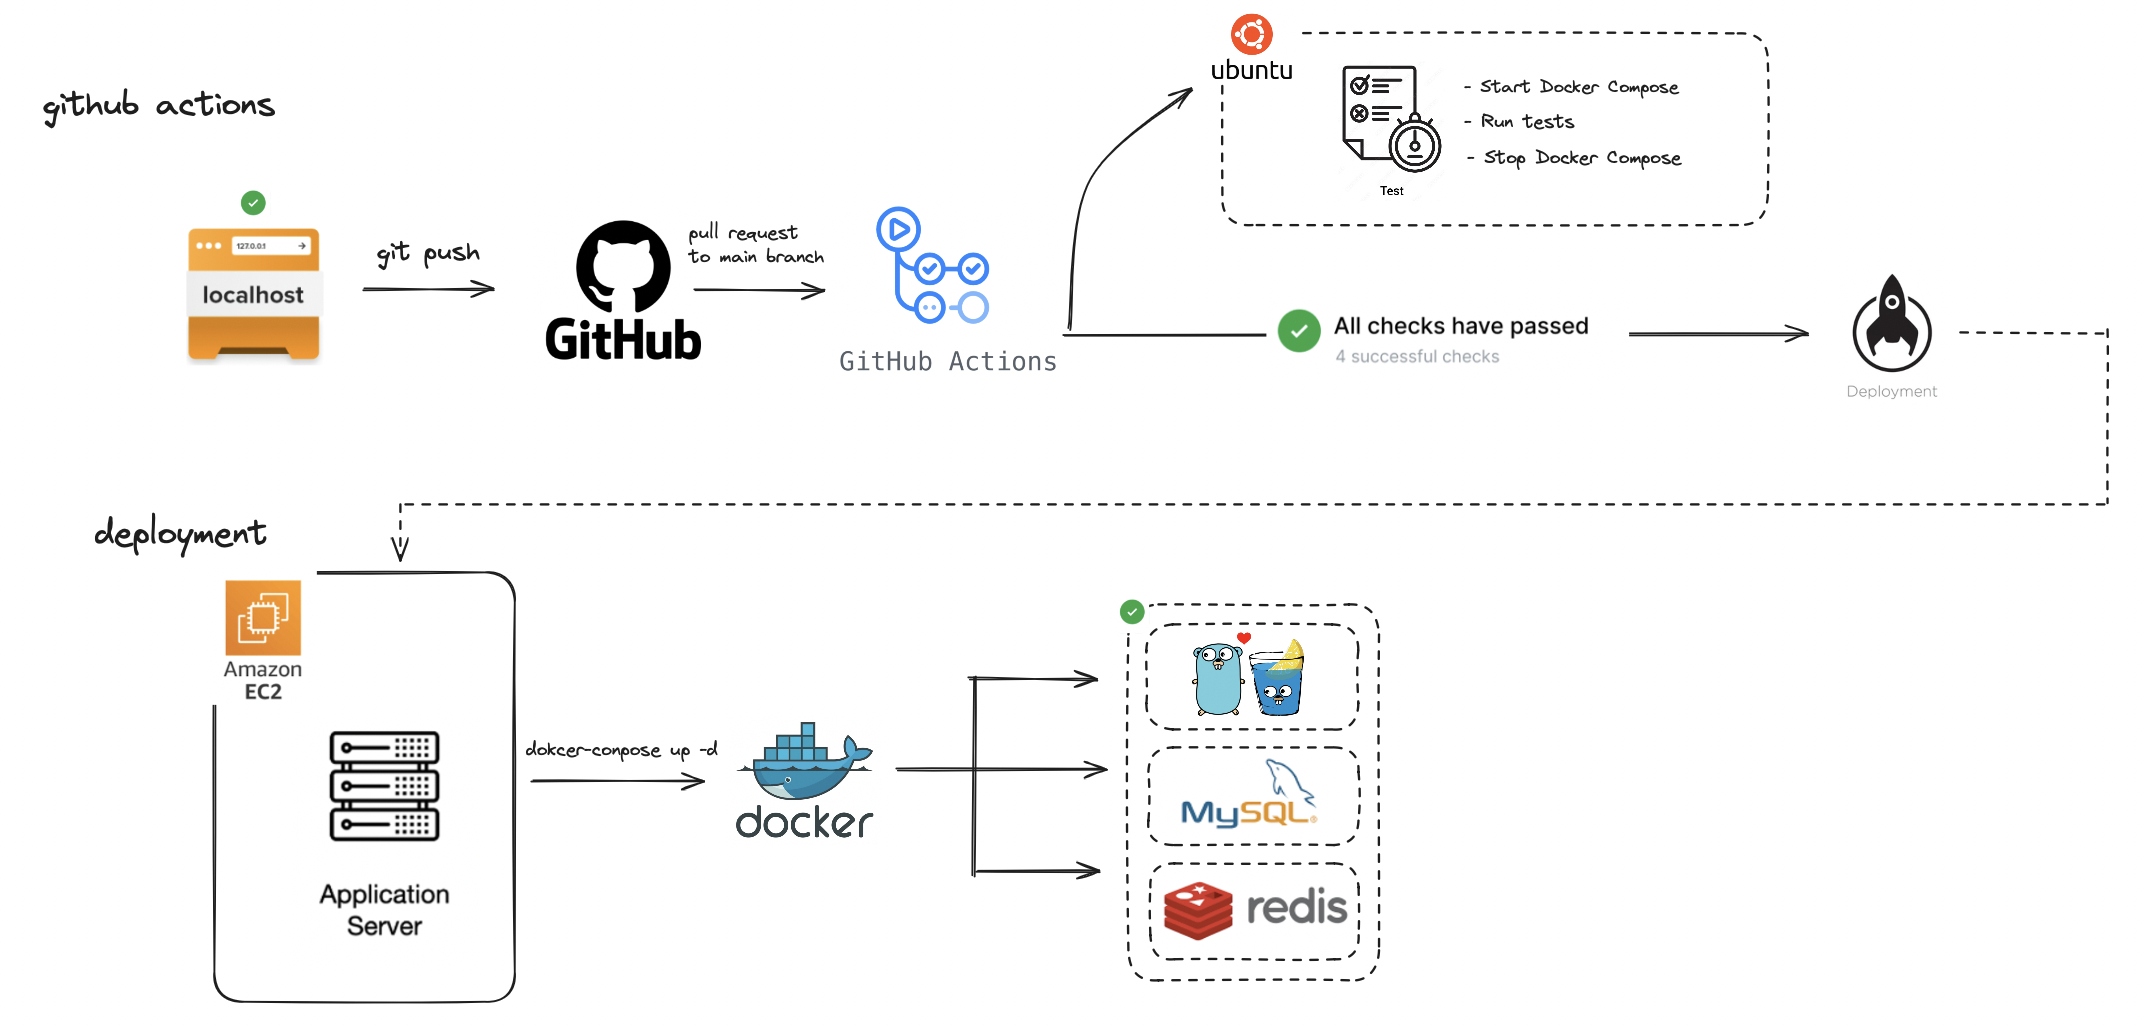 github actions
127.0.0.1
localhost
git push
GitHub
pull request
to main branch
GitHub Actions
ubuntu
Test
- Start Docker Compose
- Run tests
- Stop Docker Compose
All checks have passed
4 successful checks
Deployment
deployment
Amazon
EC2
Application
Server
dokcer-conpose up -d
docker
MySQL®
redis